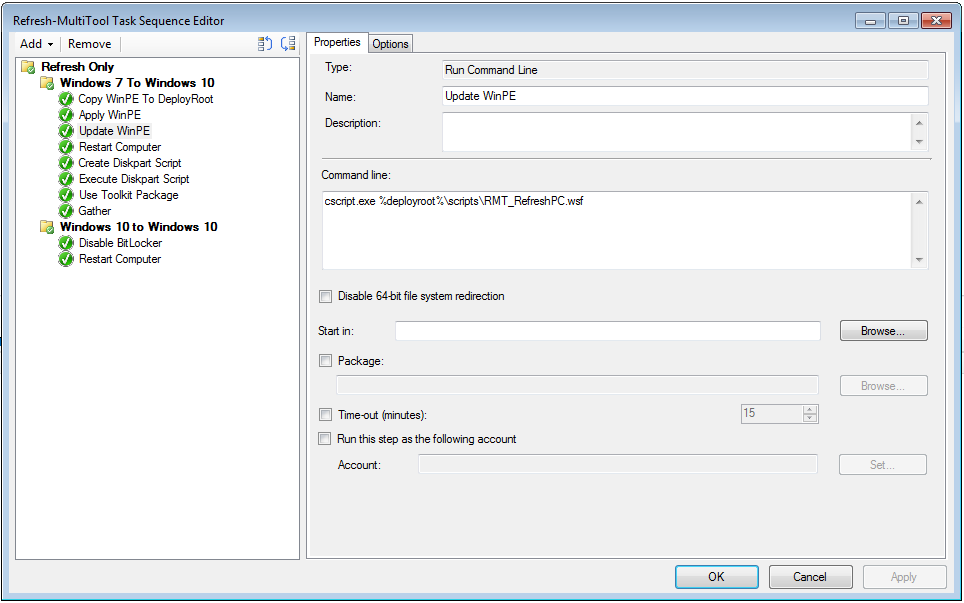 Refresh-MultiTool Task Sequence Editor
Add Remove
Refresh Only
Windows 7 To Windows 10
Copy WinPE To DeployRoot
Apply WinPE
Update WinPE
Restart Computer
Create Diskpart Script
Execute Diskpart Script
Use Toolkit Package
Gather
Windows 10 to Windows 10
Disable BitLocker
Restart Computer
Properties Options
Type: Run Command Line
Name: Update WinPE
Description:
Command line:
cscript.exe %deployroot%\scripts\RMT_RefreshPC.wsf
Disable 64-bit file system redirection
Start in: Browse...
Package:
Browse...
Time-out (minutes): 15
Run this step as the following account
Account: Set...
OK Cancel Apply